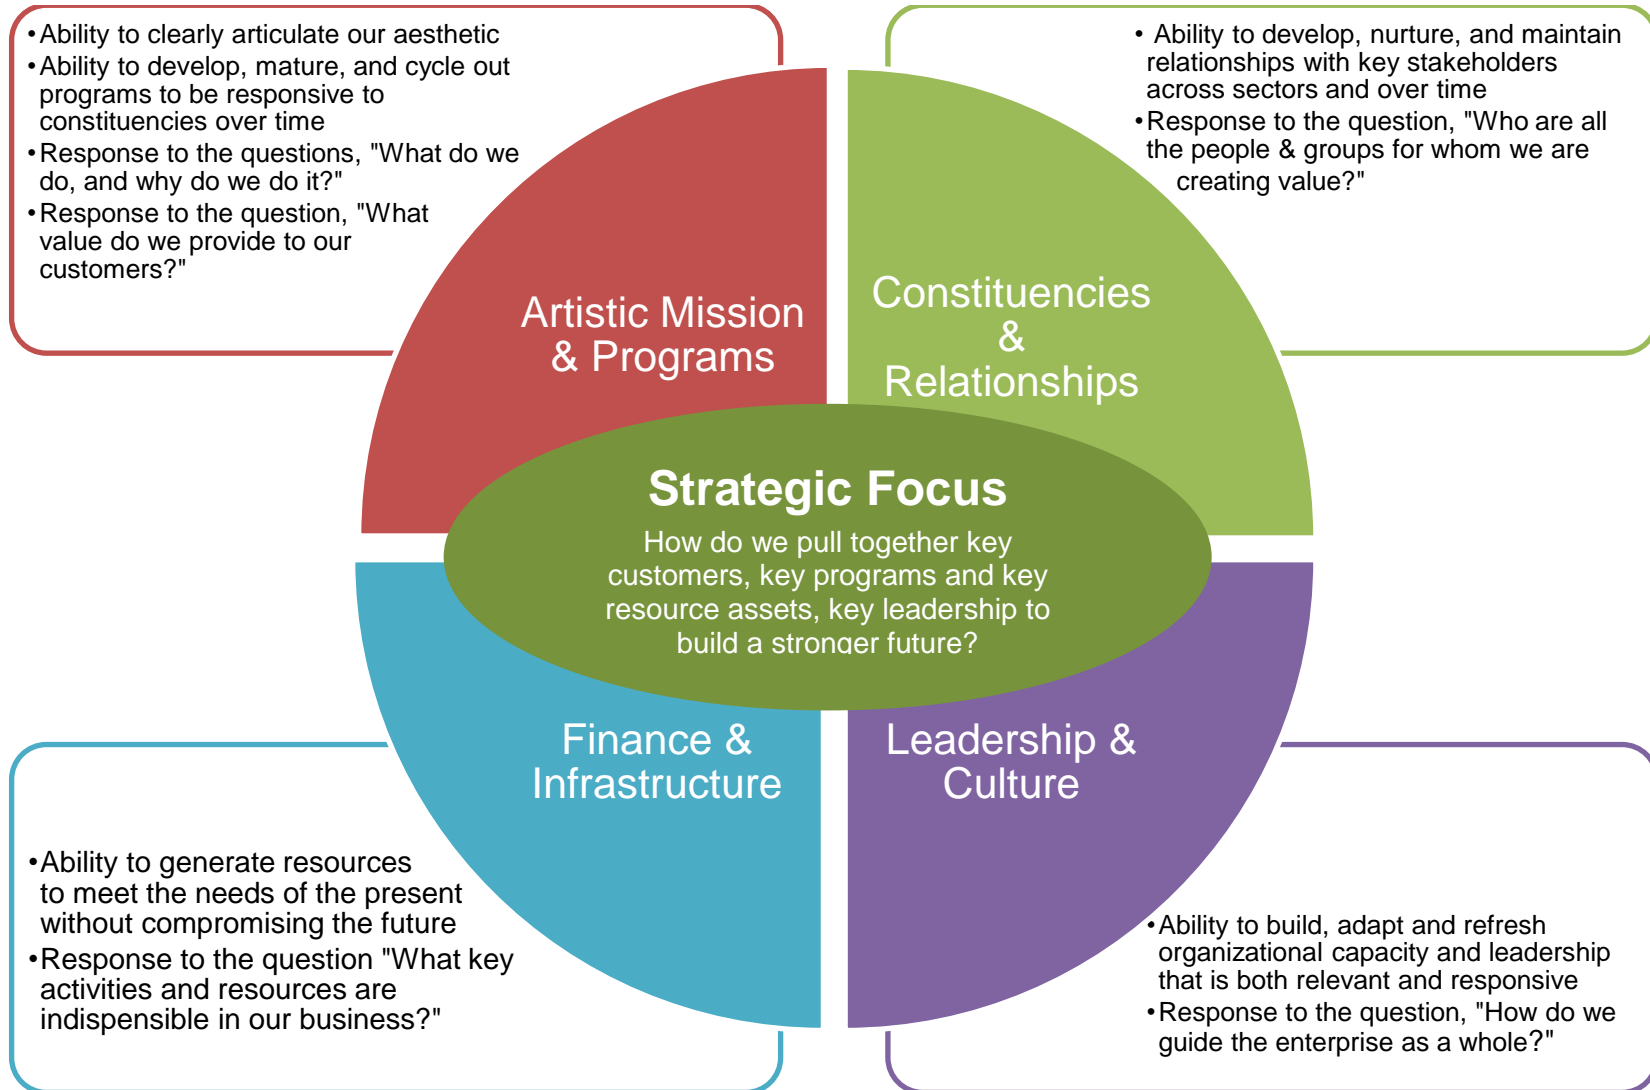 •Ability to clearly articulate our aesthetic
•Ability to develop, mature, and cycle out
programs to be responsive to
constituencies over time
•Response to the questions, "What do we
do, and why do we do it?"
•Response to the question, "What
value do we provide to our
customers?"
• Ability to develop, nurture, and maintain
relationships with key stakeholders
across sectors and over time
•Response to the question, "Who are all
the people & groups for whom we are
creating value?"
Artistic Mission
& Programs
Constituencies
&
Relationships
Strategic Focus
How do we pull together key
customers, key programs and key
resource assets, key leadership to
build a stronger future?
Finance &
Infrastructure
Leadership &
Culture
•Ability to generate resources
to meet the needs of the present
without compromising the future
•Response to the question "What key
activities and resources are
indispensible in our business?"
•Ability to build, adapt and refresh
organizational capacity and leadership
that is both relevant and responsive
•Response to the question, "How do we
guide the enterprise as a whole?"